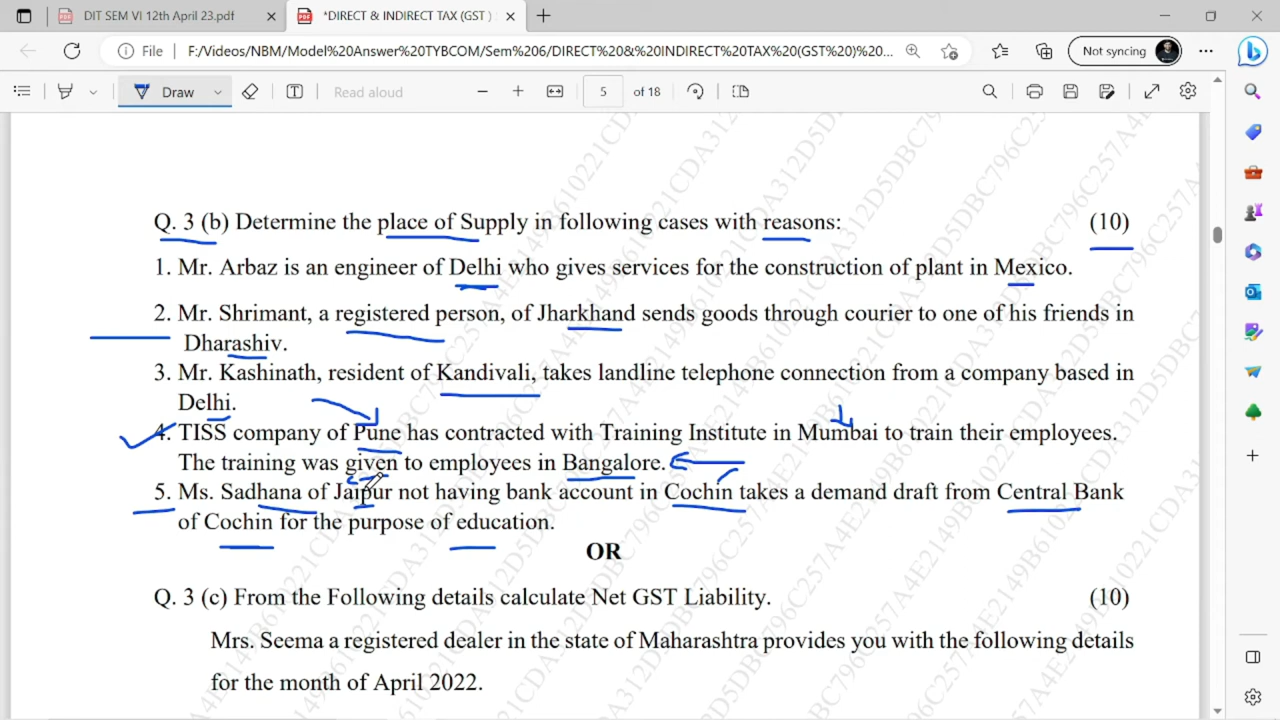 DIT SEM VI 12th April 23.pdf
*DIRECT & INDIRECT TAX (GST )
File
F:/Videos/NBM/Model%20Answer%20TYBCOM/Sem%206/DIRECT%20&%20INDIRECT%20TAX%20(GST%20)%20...
Not syncing
Draw
Read aloud
5 of 18
Q. 3 (b) Determine the place of Supply in following cases with reasons: (10)
1. Mr. Arbaz is an engineer of Delhi who gives services for the construction of plant in Mexico.
2. Mr. Shrimant, a registered person, of Jharkhand sends goods through courier to one of his friends in
Dharashiv.
3. Mr. Kashinath, resident of Kandivali, takes landline telephone connection from a company based in
Delhi.
4. TISS company of Pune has contracted with Training Institute in Mumbai to train their employees.
The training was given to employees in Bangalore.
5. Ms. Sadhana of Jaipur not having bank account in Cochin takes a demand draft from Central Bank
of Cochin for the purpose of education.
OR
Q. 3 (c) From the Following details calculate Net GST Liability. (10)
Mrs. Seema a registered dealer in the state of Maharashtra provides you with the following details
for the month of April 2022.